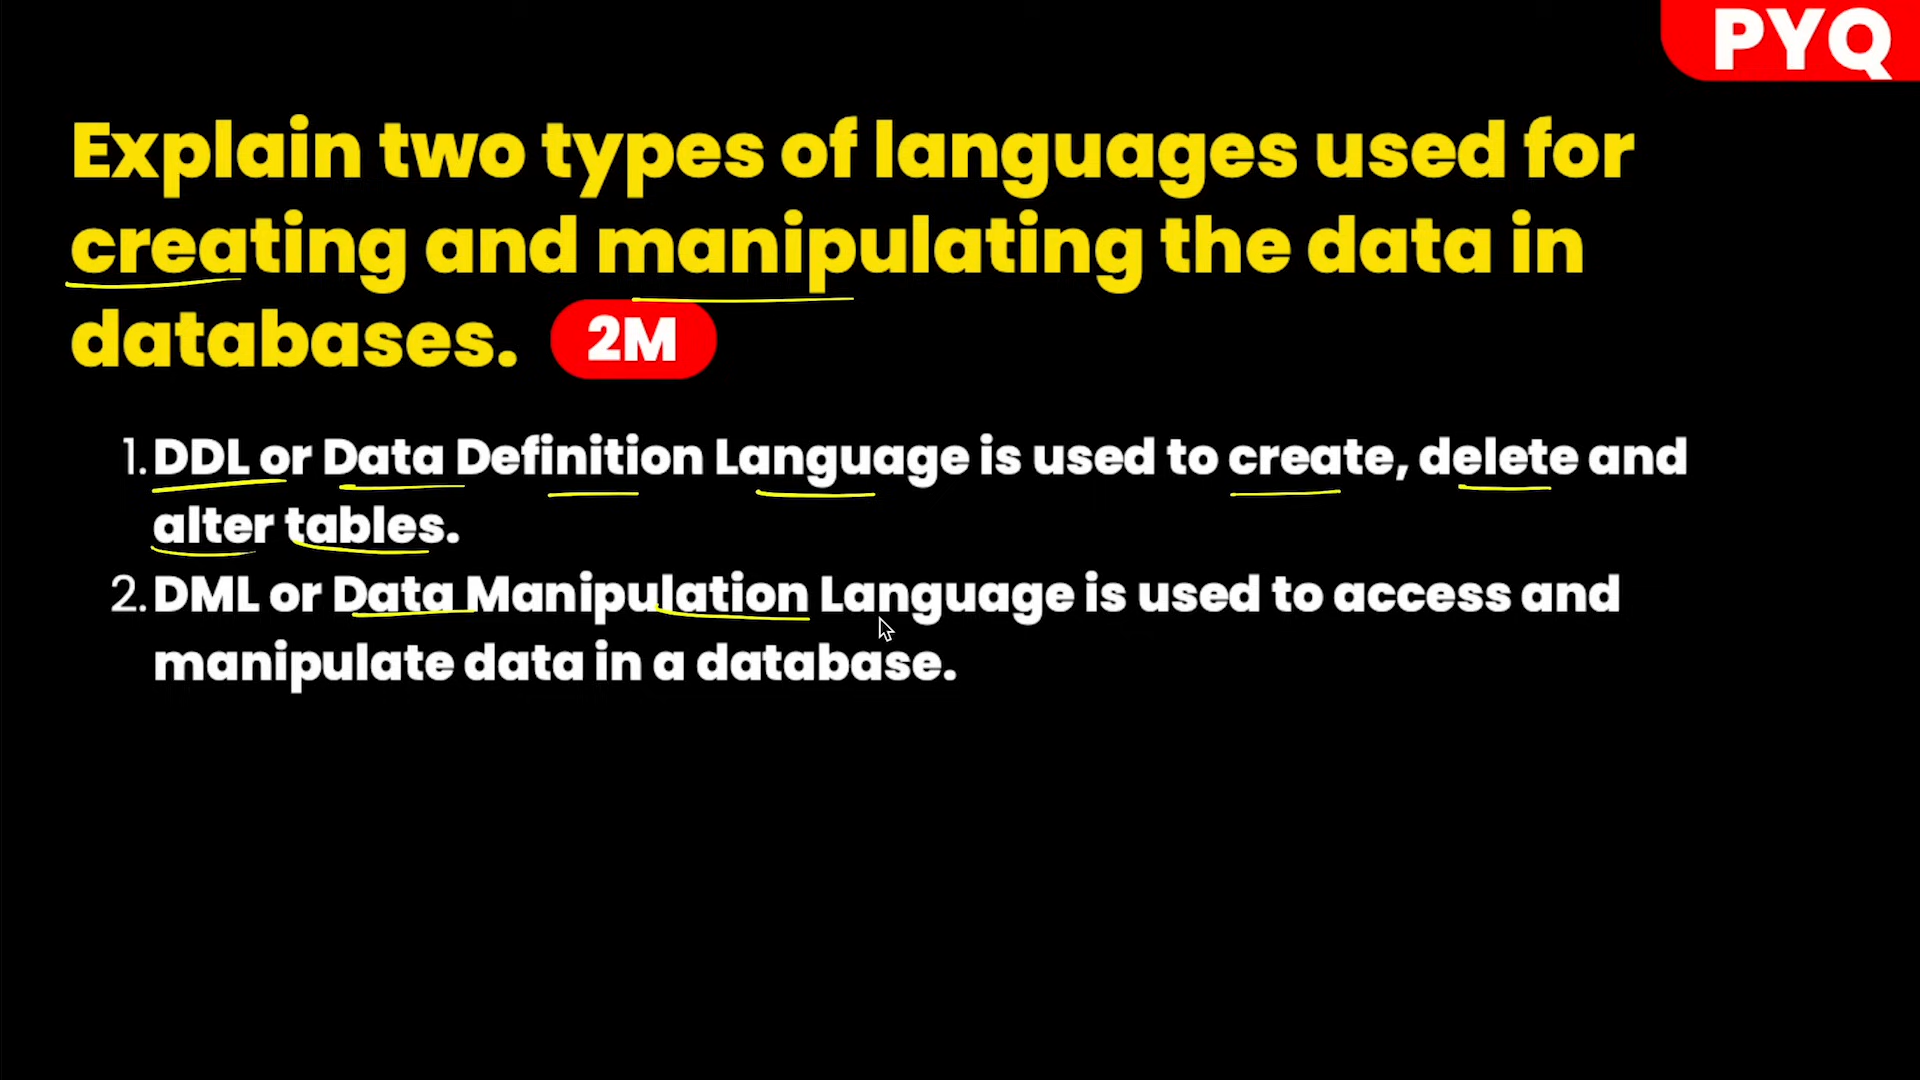 PYQ
Explain two types of languages used for
creating and manipulating the data in
databases. 2M
1. DDL or Data Definition Language is used to create, delete and
alter tables.
2. DML or Data Manipulation Language is used to access and
manipulate data in a database.